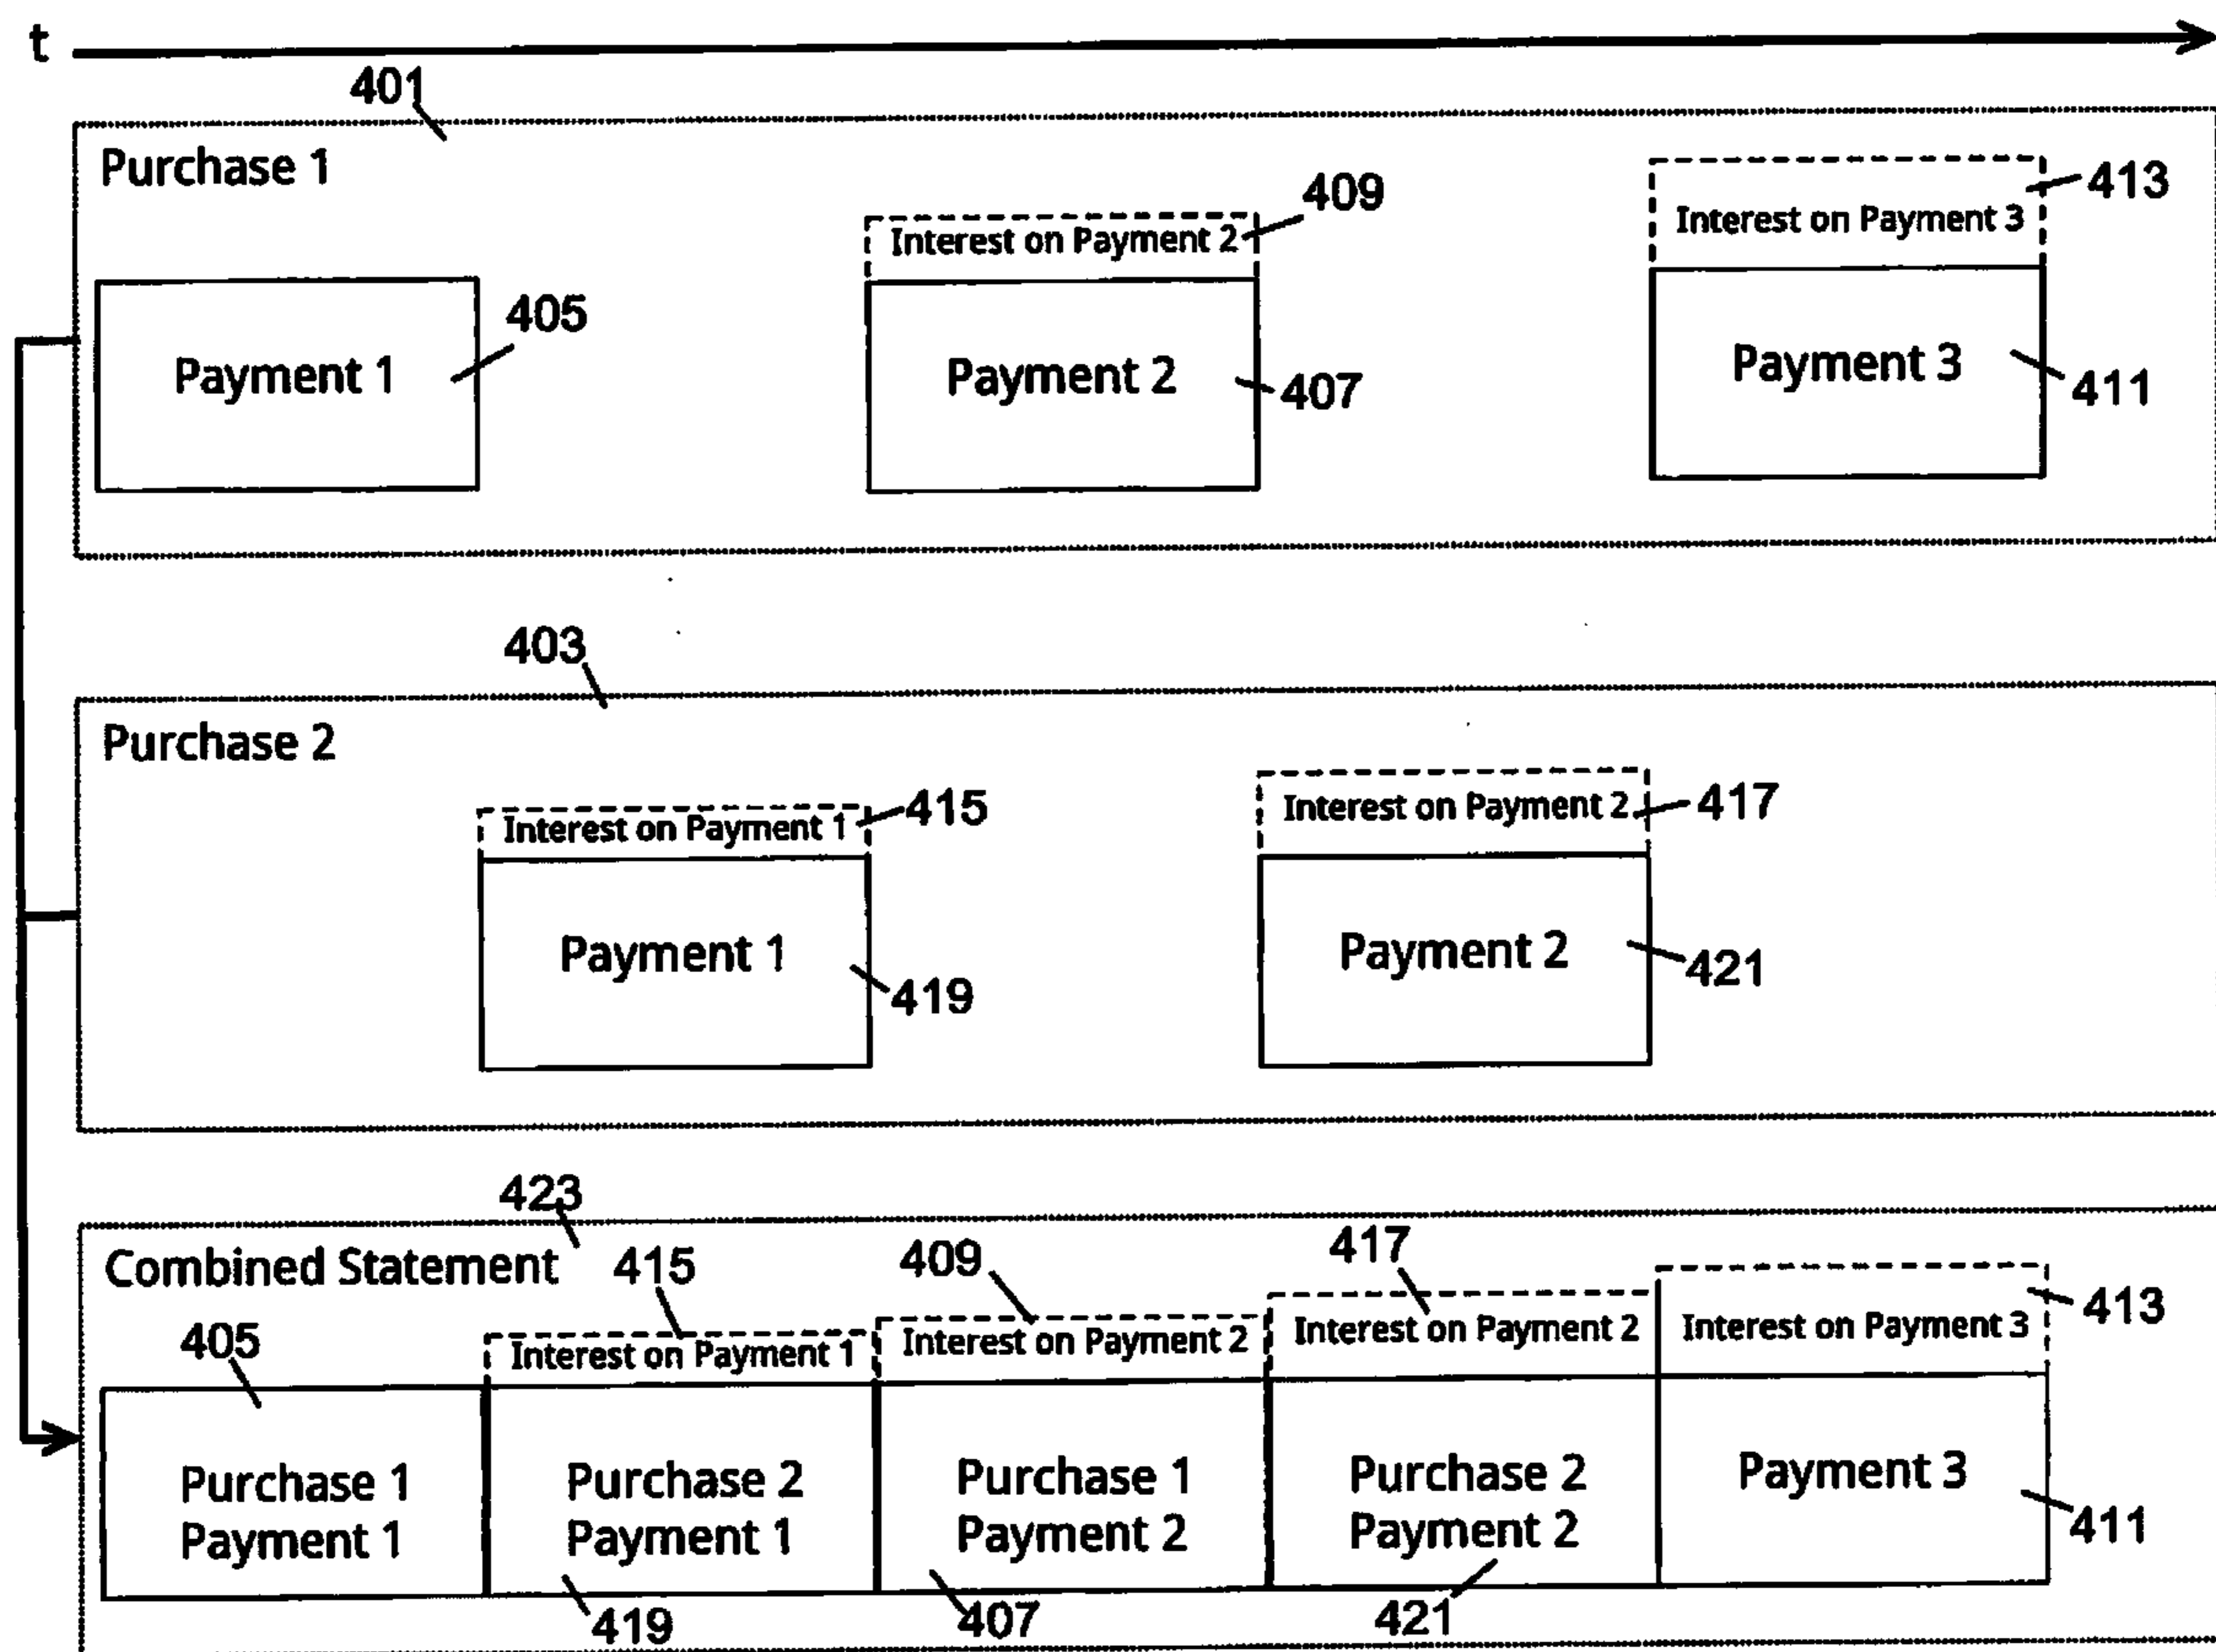 t
401
Purchase 1
409
413
Interest on Payment 2
Interest on Payment 3
405
Payment 1
Payment 2
407
Payment 3
411
403
Purchase 2
415
417
Interest on Payment 1
Interest on Payment 2
Payment 1
419
Payment 2
421
423
Combined Statement
415
409
417
413
405
Interest on Payment 1
Interest on Payment 2
Interest on Payment 2
Interest on Payment 3
Purchase 1
Payment 1
Purchase 2
Payment 1
Purchase 1
Payment 2
Purchase 2
Payment 2
Payment 3
411
419
407
421